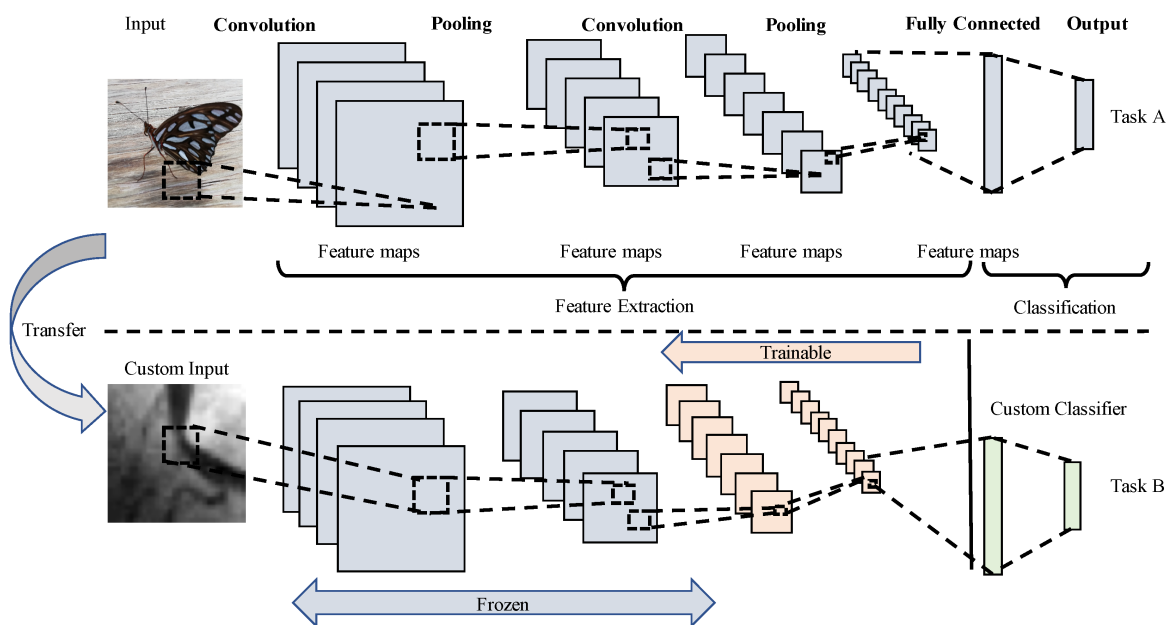 Input
Convolution
Pooling
Convolution
Pooling
Fully Connected
Output
Task A
Feature maps
Feature maps
Feature maps
Feature maps
Feature Extraction
Classification
Transfer
Trainable
Custom Input
Custom Classifier
Task B
Frozen